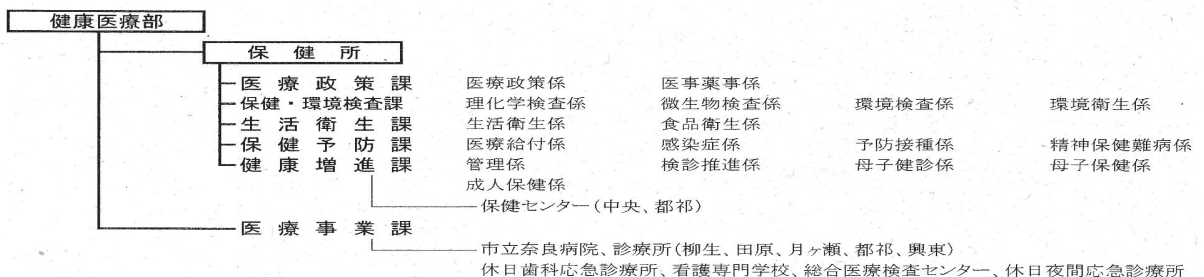 健康医療部
保健所
医療政策課 医療政策係 医事薬事係
保健・環境検査課 理化学検査係 微生物検査係 環境検査係 環境衛生係
生活衛生課 生活衛生係 食品衛生係
保健予防課 医療給付係 感染症係 予防接種係 精神保健難病係
健康増進課 管理係 検診推進係 母子健診係 母子保健係
成人保健係
保健センター(中央、都祁)
医療事業課
市立奈良病院、診療所(柳生、田原、月ヶ瀬、都祁、興東)
休日歯科応急診療所、看護専門学校、総合医療検査センター、休日夜間応急診療所